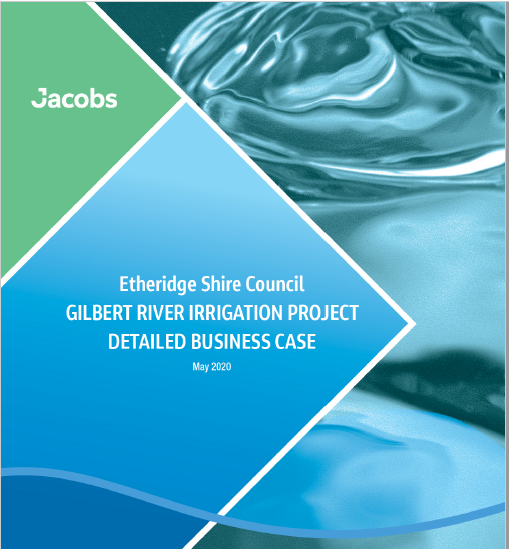 Jacobs
Etheridge Shire Council
GILBERT RIVER IRRIGATION PROJECT
DETAILED BUSINESS CASE
May 2020